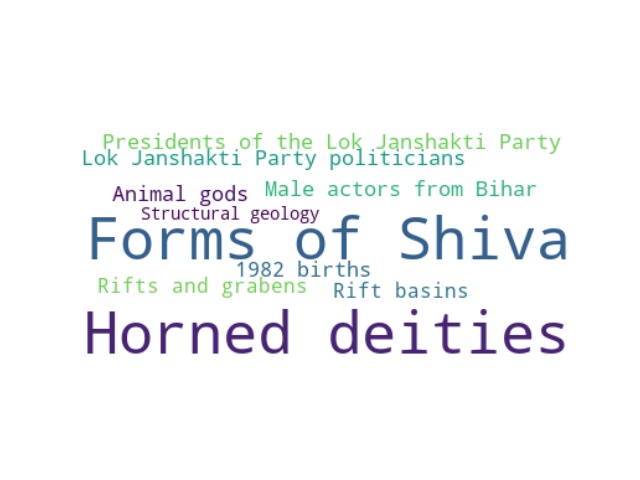 Presidents of the Lok Janshakti Party
Lok Janshakti Party politicians
Animal gods
Male actors from Bihar
Structural geology
Forms of Shiva
1982 births
Rifts and grabens
Rift basins
Horned deities